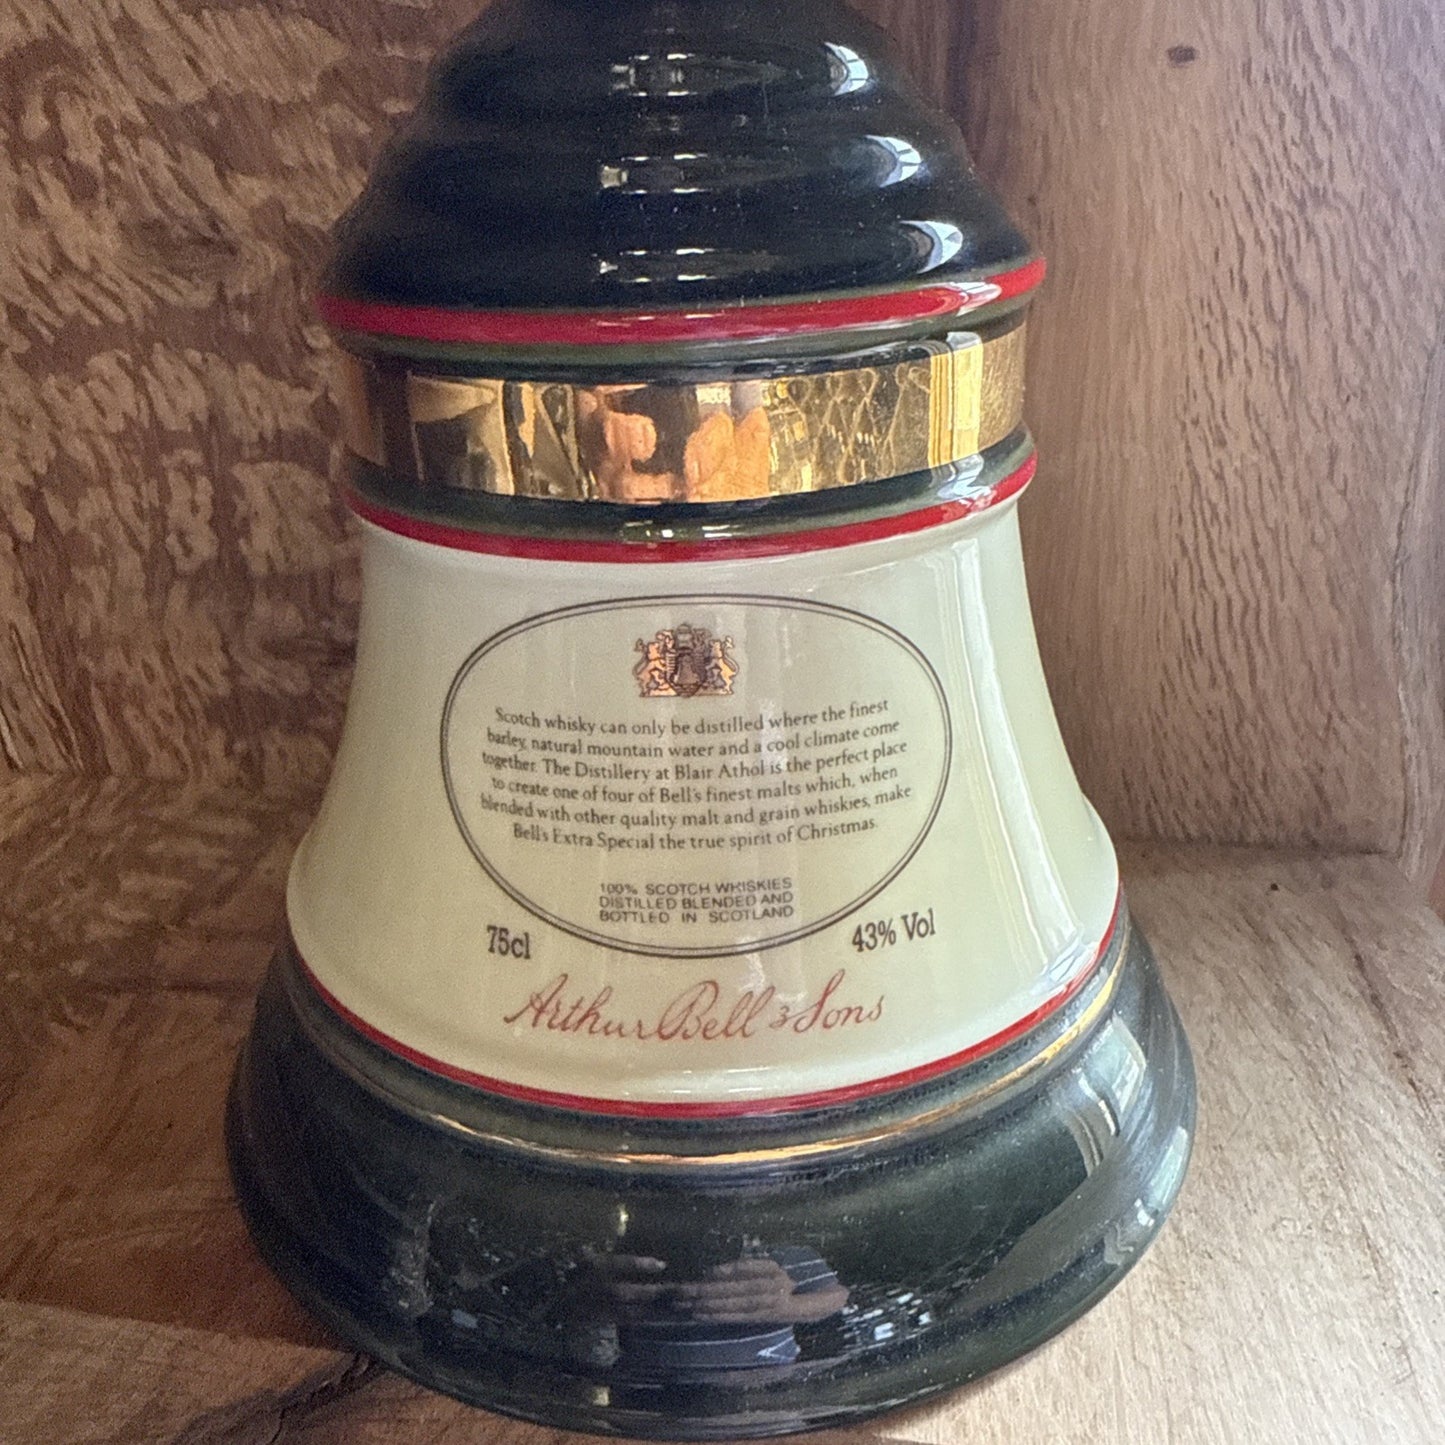 Scotch whisky can only be distilled where the finest
barley, natural mountain water and a cool climate come
together. The Distillery at Blair Athol is the perfect place
to create one of four of Bell's finest malts which, when
blended with other quality malt and grain whiskies, make
Bell's Extra Special the true spirit of Christmas.
100% SCOTCH WHISKIES
DISTILLED BLENDED AND
BOTTLED IN SCOTLAND
75cl 43% Vol
Arthur Bell & Sons